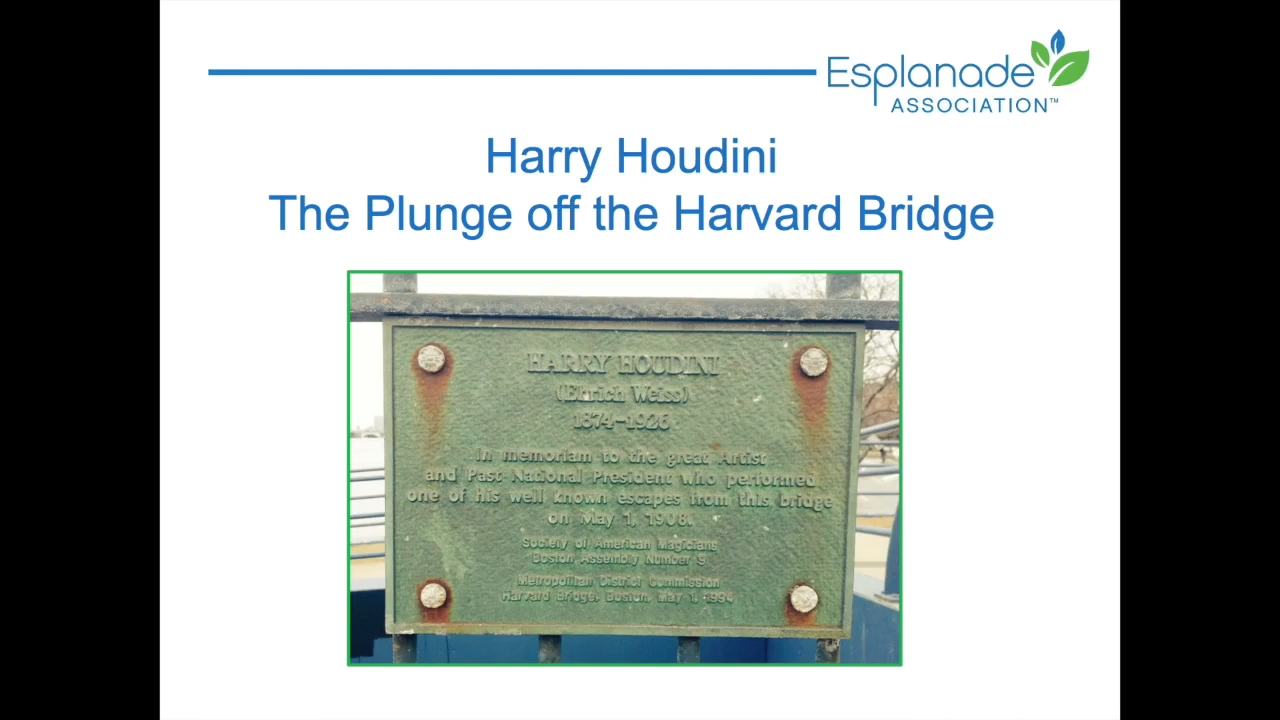 Esplanade
ASSOCIATION™
Harry Houdini
The Plunge off the Harvard Bridge
HARRY HOUDINI
(Ehrich Weiss)
1874-1926
In memoriam to the great Artist
and Past National President who performed
one of his well known escapes from this bridge
on May 1, 1908.
Society of American Magicians
Boston Assembly Number 9
Metropolitan District Commission
Harvard Bridge, Boston, May 1, 1994